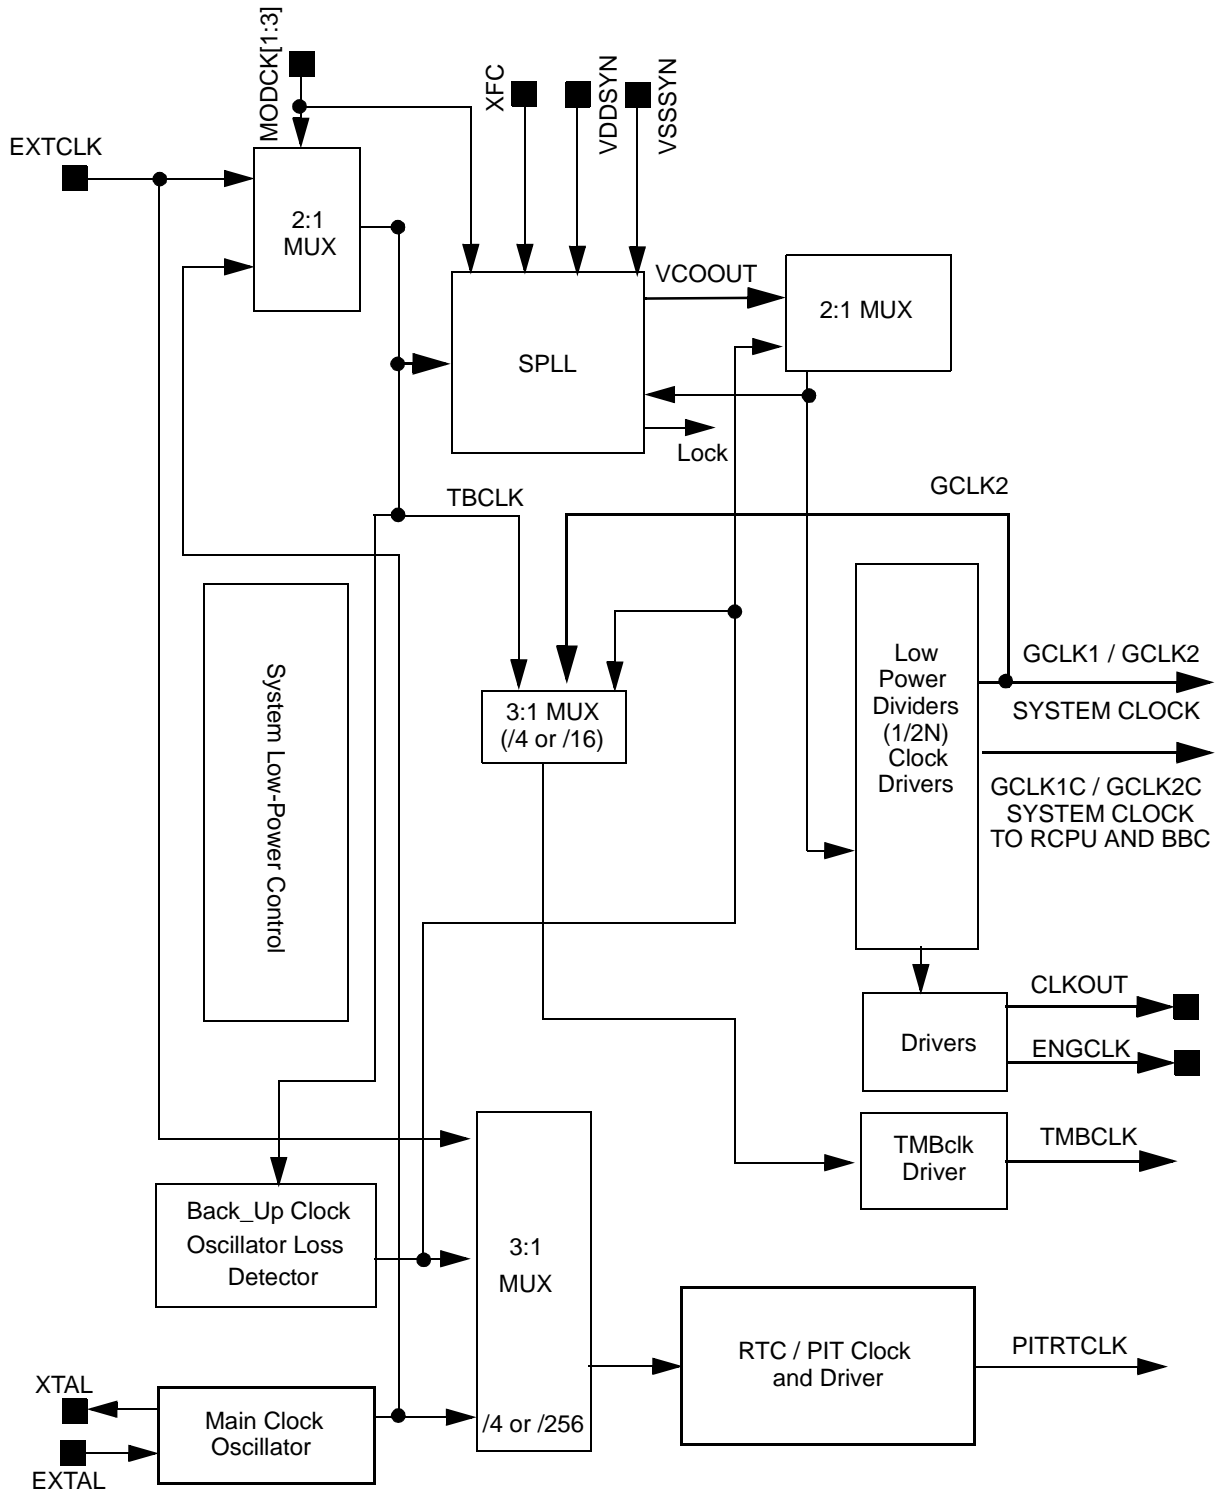 MODCK[1:3]
XFC
VDDSYN
VSSSYN
EXTCLK
2:1
MUX
VCOOUT
2:1 MUX
SPLL
Lock
TBCLK
GCLK2
System Low-Power Control
3:1 MUX
(/4 or /16)
Low
Power
Dividers
(1/2N)
Clock
Drivers
GCLK1 / GCLK2
SYSTEM CLOCK
GCLK1C / GCLK2C
SYSTEM CLOCK
TO RCPU AND BBC
CLKOUT
Drivers
ENGCLK
TMBclk
Driver
TMBCLK
Back_Up Clock
Oscillator Loss
Detector
3:1
MUX
/4 or /256
RTC / PIT Clock
and Driver
PITRTCLK
XTAL
Main Clock
Oscillator
EXTAL